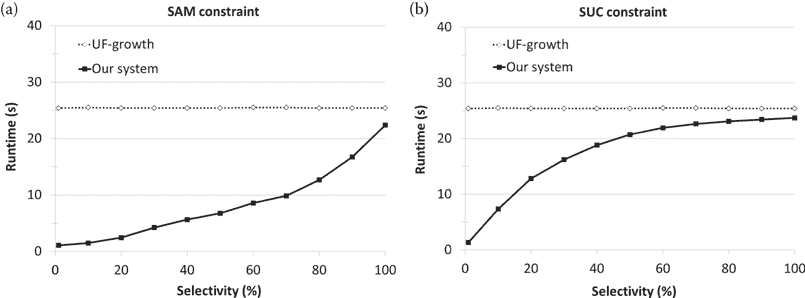 (a)
SAM constraint
40
30
20
10
0
Runtime (s)
UF-growth
Our system
0 20 40 60 80 100
Selectivity (%)
(b)
SUC constraint
40
30
20
10
0
Runtime (s)
UF-growth
Our system
0 20 40 60 80 100
Selectivity (%)